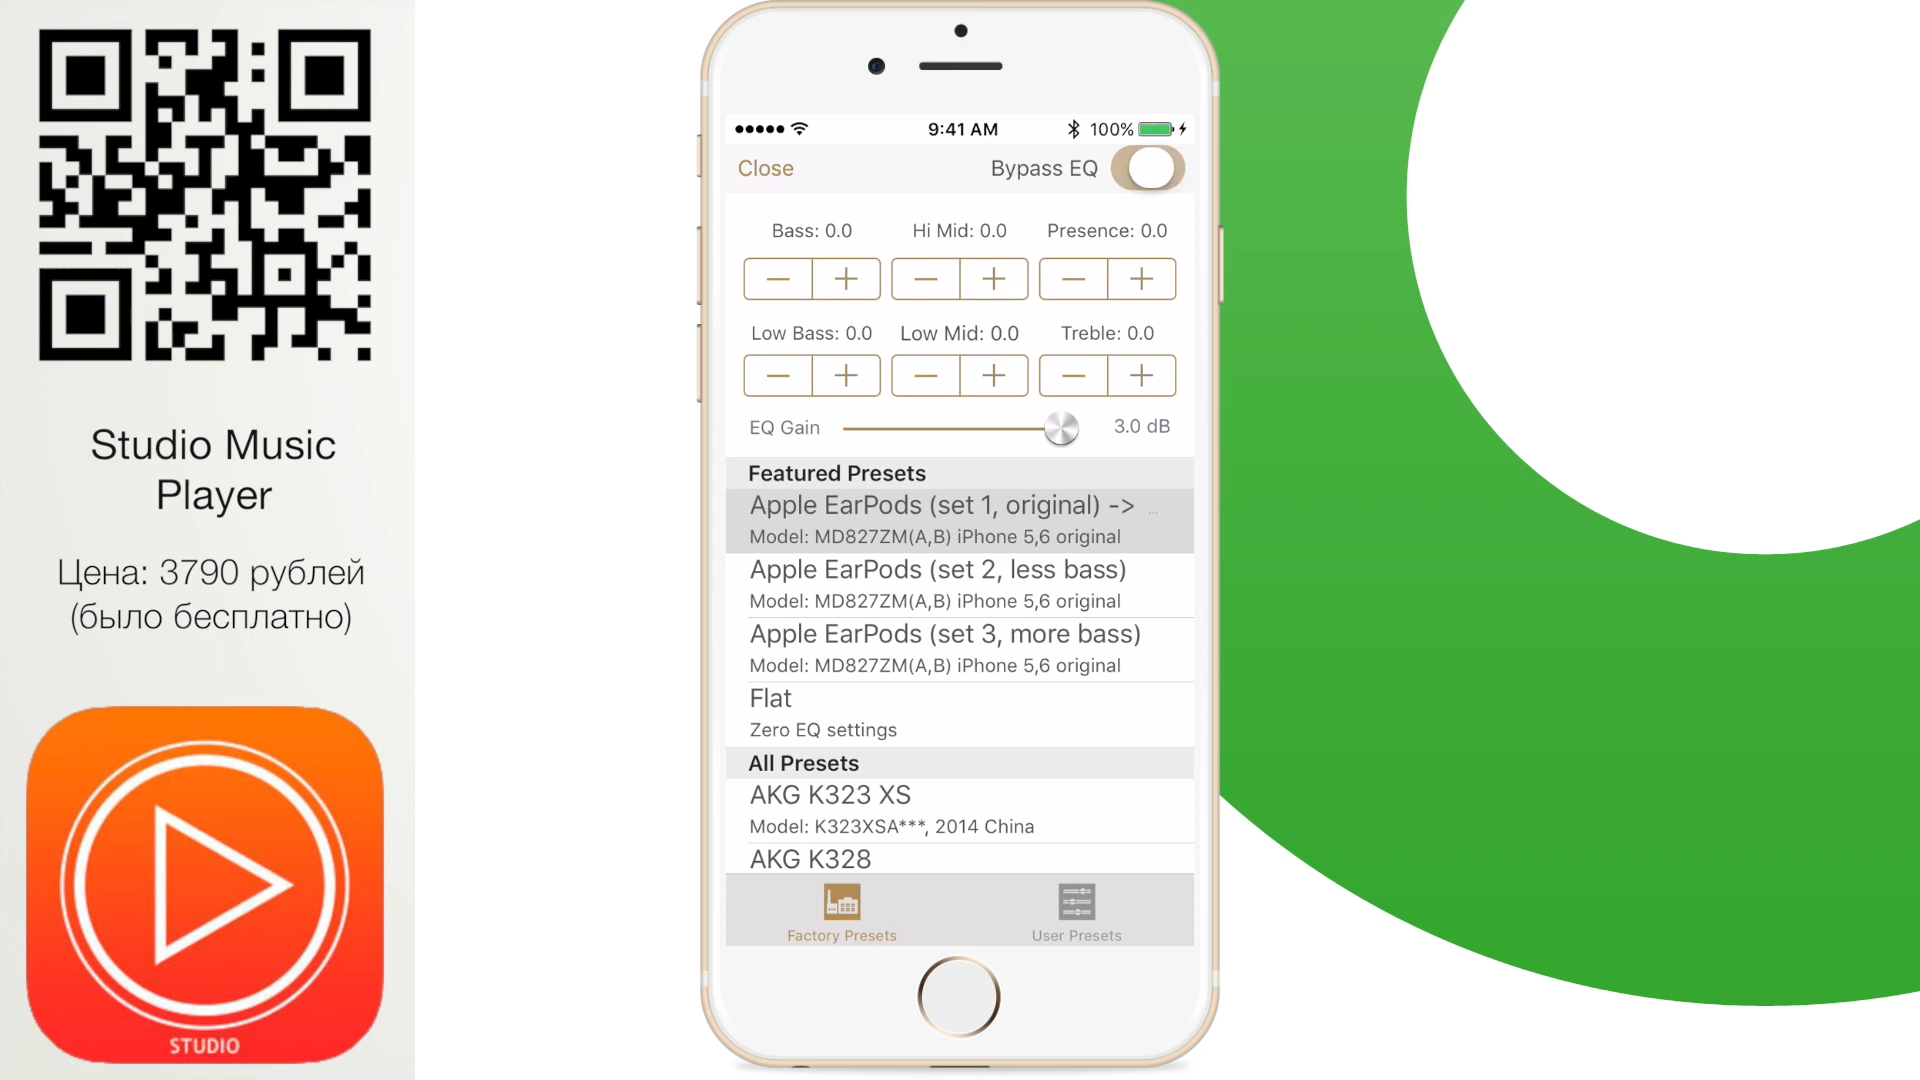 Studio Music
Player
Цена: 3790 рублей
(было бесплатно)
STUDIO
9:41 AM
100%
Close
Bypass EQ
Bass: 0.0
Hi Mid: 0.0
Presence: 0.0
Low Bass: 0.0
Low Mid: 0.0
Treble: 0.0
EQ Gain
3.0 dB
Featured Presets
Apple EarPods (set 1, original) -> ...
Model: MD827ZM(A,B) iPhone 5,6 original
Apple EarPods (set 2, less bass)
Model: MD827ZM(A,B) iPhone 5,6 original
Apple EarPods (set 3, more bass)
Model: MD827ZM(A,B) iPhone 5,6 original
Flat
Zero EQ settings
All Presets
AKG K323 XS
Model: K323XSA***, 2014 China
AKG K328
Factory Presets
User Presets